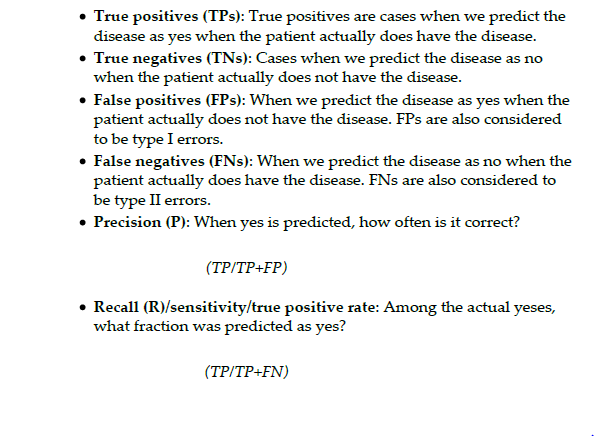 • True positives (TPs): True positives are cases when we predict the
disease as yes when the patient actually does have the disease.
• True negatives (TNs): Cases when we predict the disease as no
when the patient actually does not have the disease.
• False positives (FPs): When we predict the disease as yes when the
patient actually does not have the disease. FPs are also considered
to be type I errors.
• False negatives (FNs): When we predict the disease as no when the
patient actually does have the disease. FNs are also considered to
be type II errors.
• Precision (P): When yes is predicted, how often is it correct?
(TP/TP+FP)
• Recall (R)/sensitivity/true positive rate: Among the actual yeses,
what fraction was predicted as yes?
(TP/TP+FN)